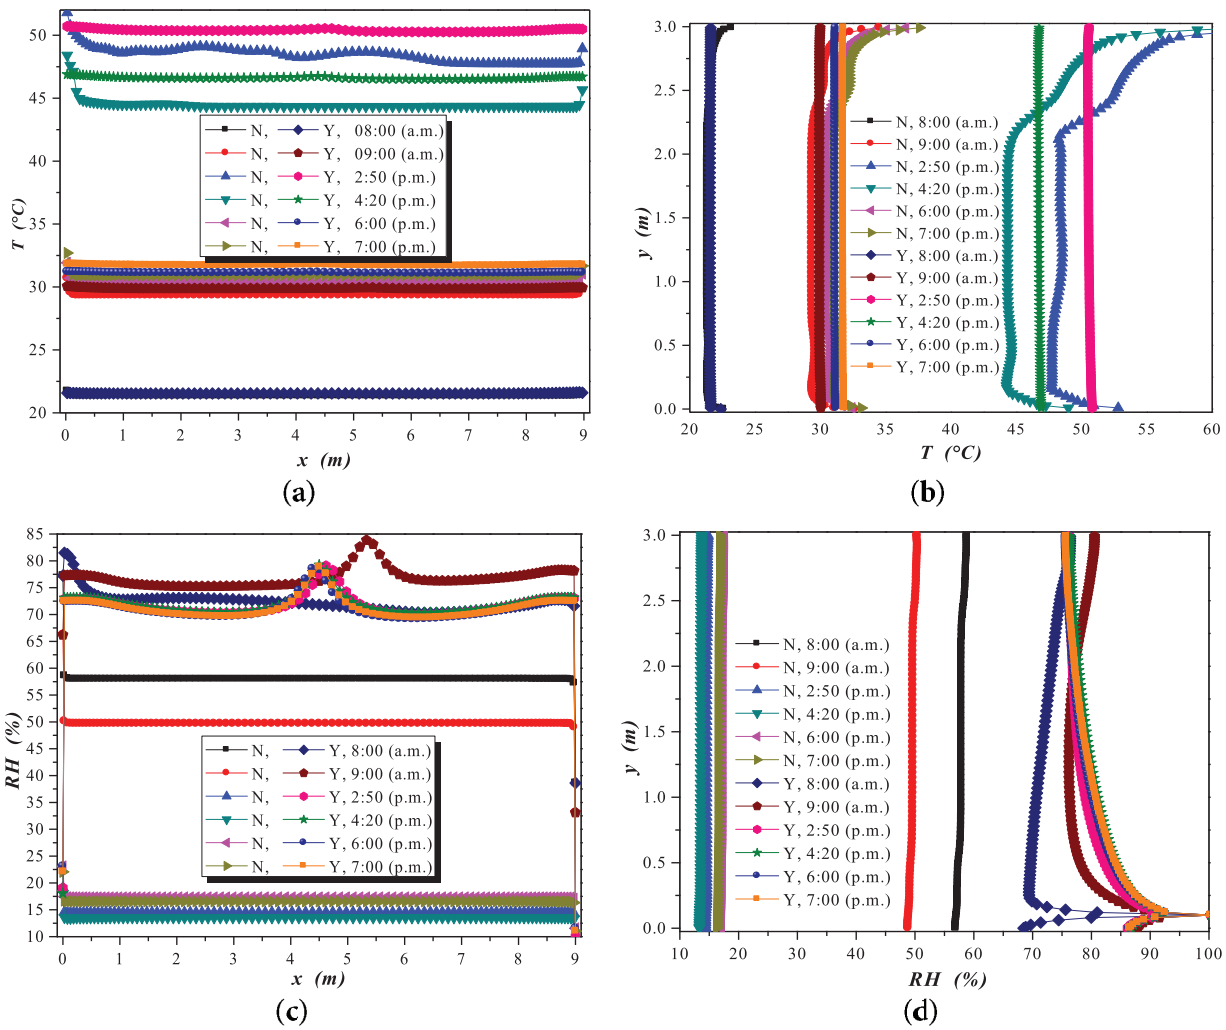 50
45
40
35
30
25
20
T (°C)
N, Y, 08:00 (a.m.)
N, Y, 09:00 (a.m.)
N, Y, 2:50 (p.m.)
N, Y, 4:20 (p.m.)
N, Y, 6:00 (p.m.)
N, Y, 7:00 (p.m.)
0 1 2 3 4 5 6 7 8 9
x (m)
(a)
3.0
2.5
2.0
1.5
1.0
0.5
0.0
y (m)
N, 8:00 (a.m.)
N, 9:00 (a.m.)
N, 2:50 (p.m.)
N, 4:20 (p.m.)
N, 6:00 (p.m.)
N, 7:00 (p.m.)
Y, 8:00 (a.m.)
Y, 9:00 (a.m.)
Y, 2:50 (p.m.)
Y, 4:20 (p.m.)
Y, 6:00 (p.m.)
Y, 7:00 (p.m.)
20 25 30 35 40 45 50 55 60
T (°C)
(b)
85
80
75
70
65
60
55
50
45
40
35
30
25
20
15
10
RH (%)
N, Y, 8:00 (a.m.)
N, Y, 9:00 (a.m.)
N, Y, 2:50 (p.m.)
N, Y, 4:20 (p.m.)
N, Y, 6:00 (p.m.)
N, Y, 7:00 (p.m.)
0 1 2 3 4 5 6 7 8 9
x (m)
(c)
3.0
2.5
2.0
1.5
1.0
0.5
0.0
y (m)
N, 8:00 (a.m.)
N, 9:00 (a.m.)
N, 2:50 (p.m.)
N, 4:20 (p.m.)
N, 6:00 (p.m.)
N, 7:00 (p.m.)
Y, 8:00 (a.m.)
Y, 9:00 (a.m.)
Y, 2:50 (p.m.)
Y, 4:20 (p.m.)
Y, 6:00 (p.m.)
Y, 7:00 (p.m.)
10 20 30 40 50 60 70 80 90 100
RH (%)
(d)